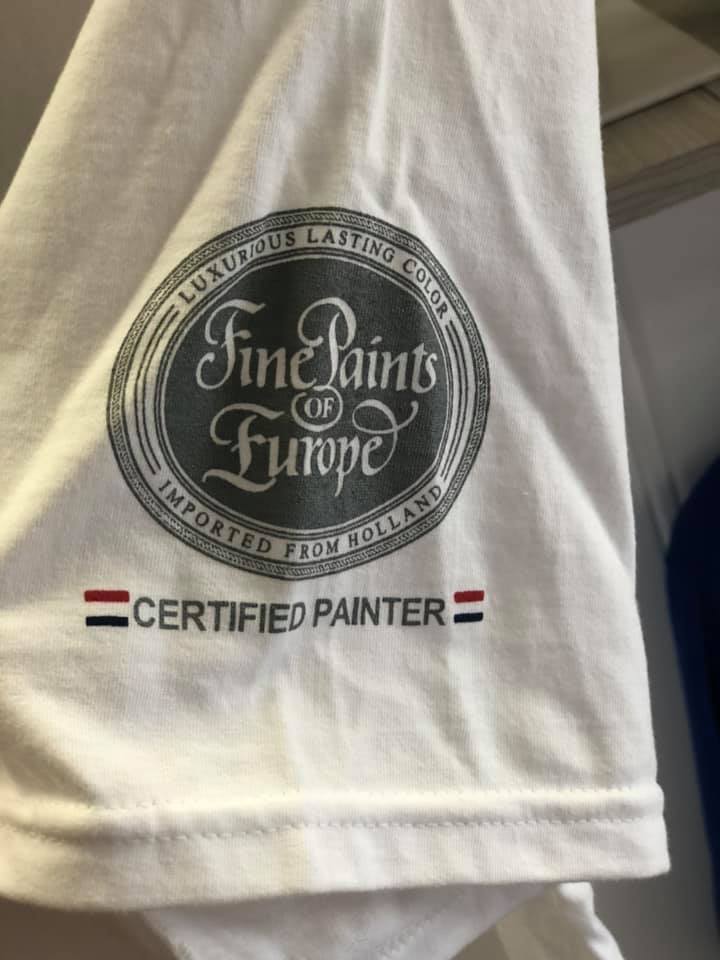 LUXURIOUS LASTING COLOR
Fine Paints
OF
Europe
IMPORTED FROM HOLLAND
CERTIFIED PAINTER